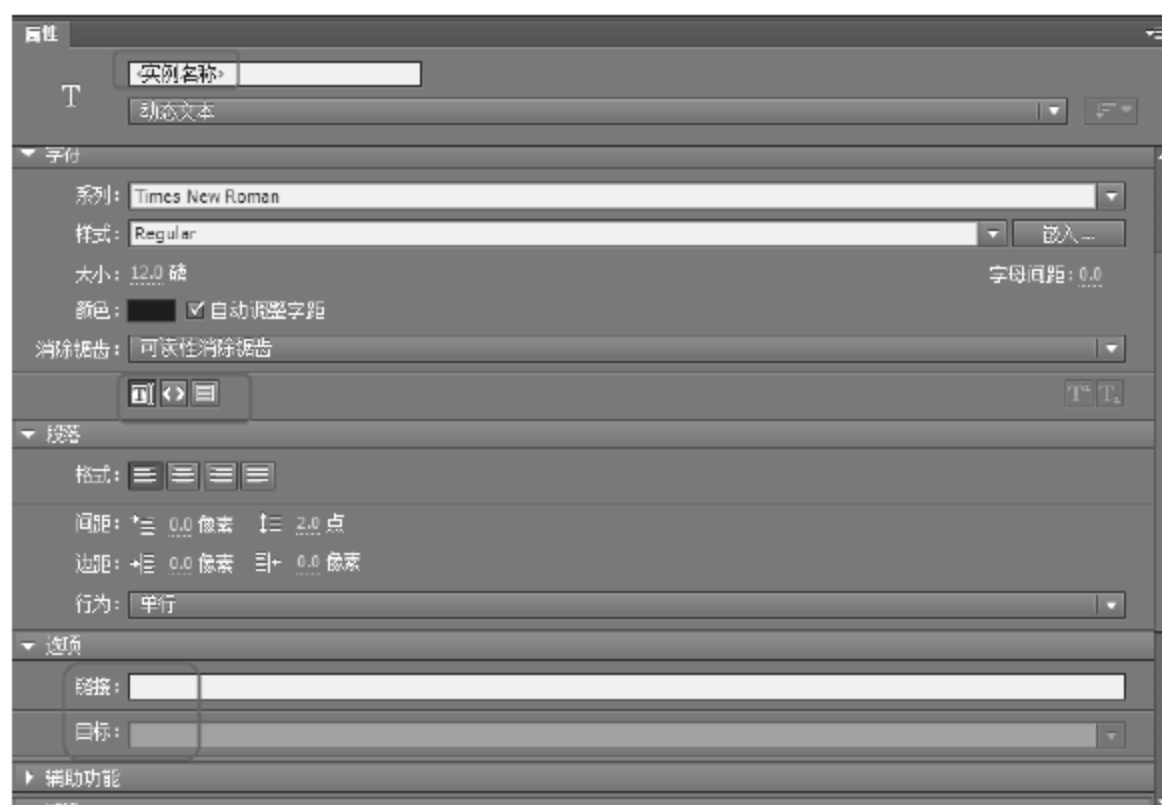 属性
<实例名称>
T
动态文本
字符
系列: Times New Roman
样式: Regular 嵌入...
大小: 12.0 磅 字母间距: 0.0
颜色: 自动调整字距
消除锯齿: 可读性消除锯齿
段落
格式:
间距: 0.0 像素 2.0 点
边距: 0.0 像素 0.0 像素
行为: 单行
选项
链接:
目标:
辅助功能